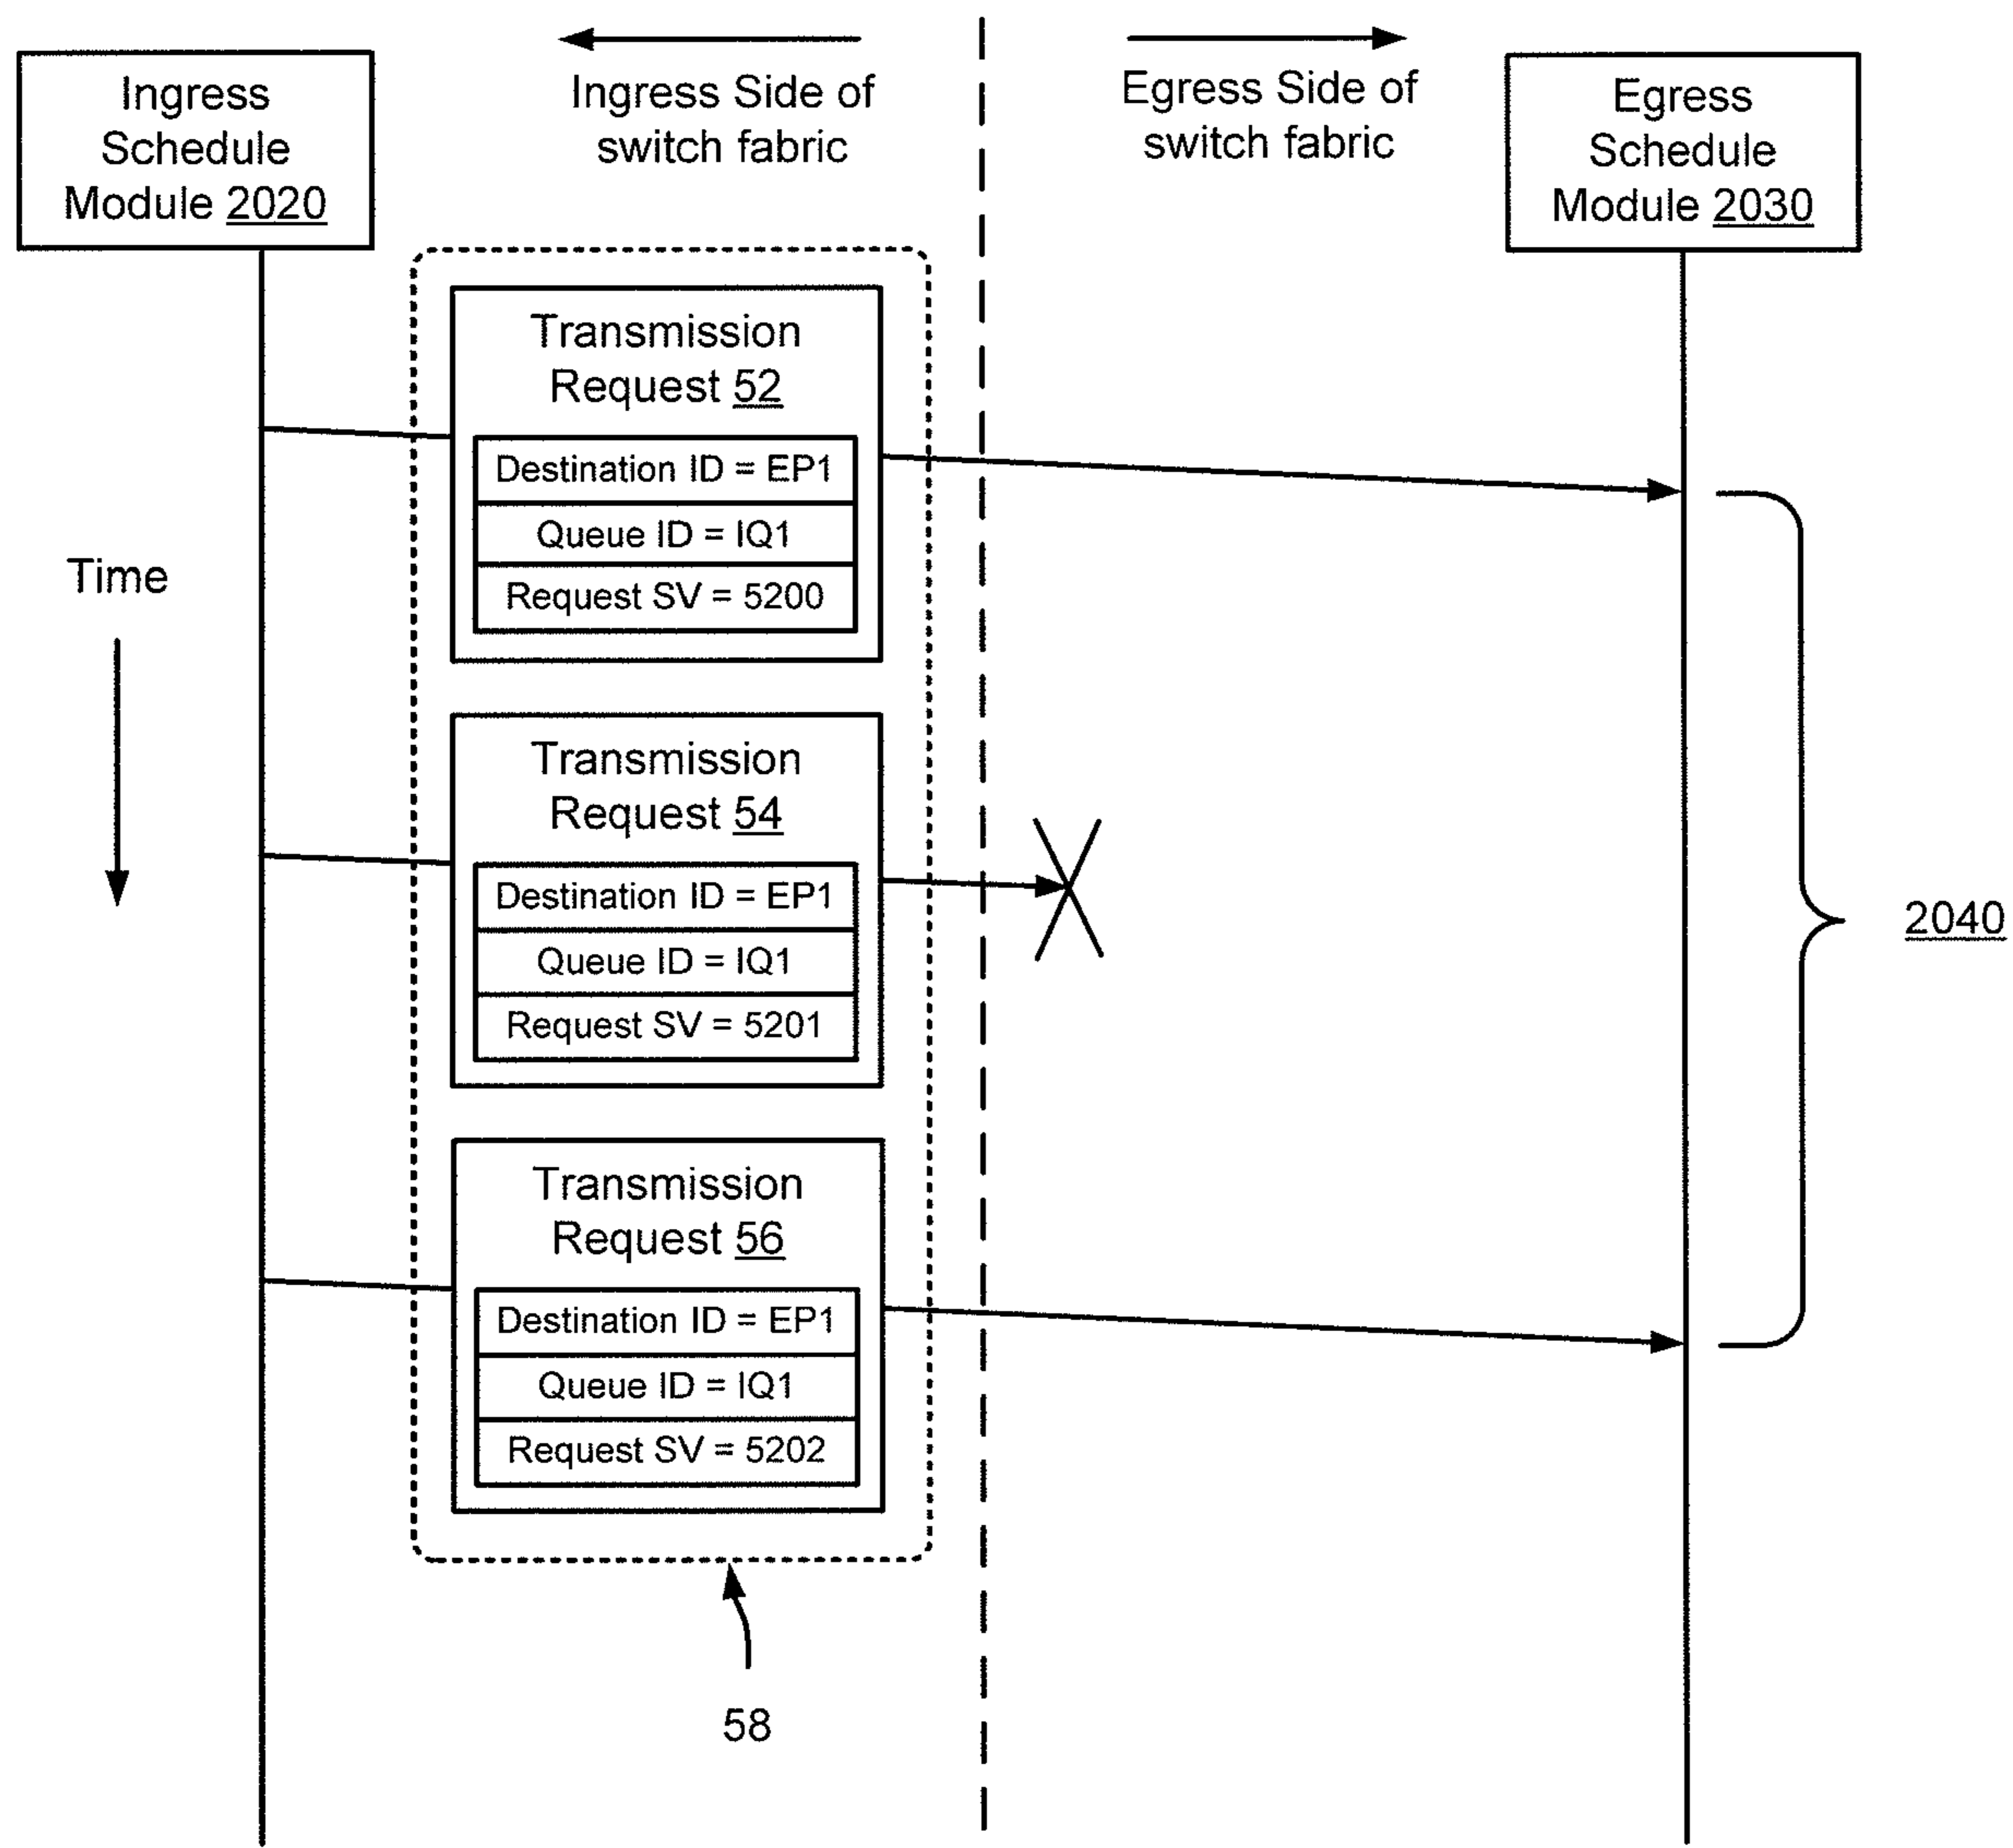 Ingress
Schedule
Module 2020
Ingress Side of
switch fabric
Egress Side of
switch fabric
Egress
Schedule
Module 2030
Transmission
Request 52
Destination ID = EP1
Queue ID = IQ1
Request SV = 5200
Time
Transmission
Request 54
Destination ID = EP1
Queue ID = IQ1
Request SV = 5201
2040
Transmission
Request 56
Destination ID = EP1
Queue ID = IQ1
Request SV = 5202
58